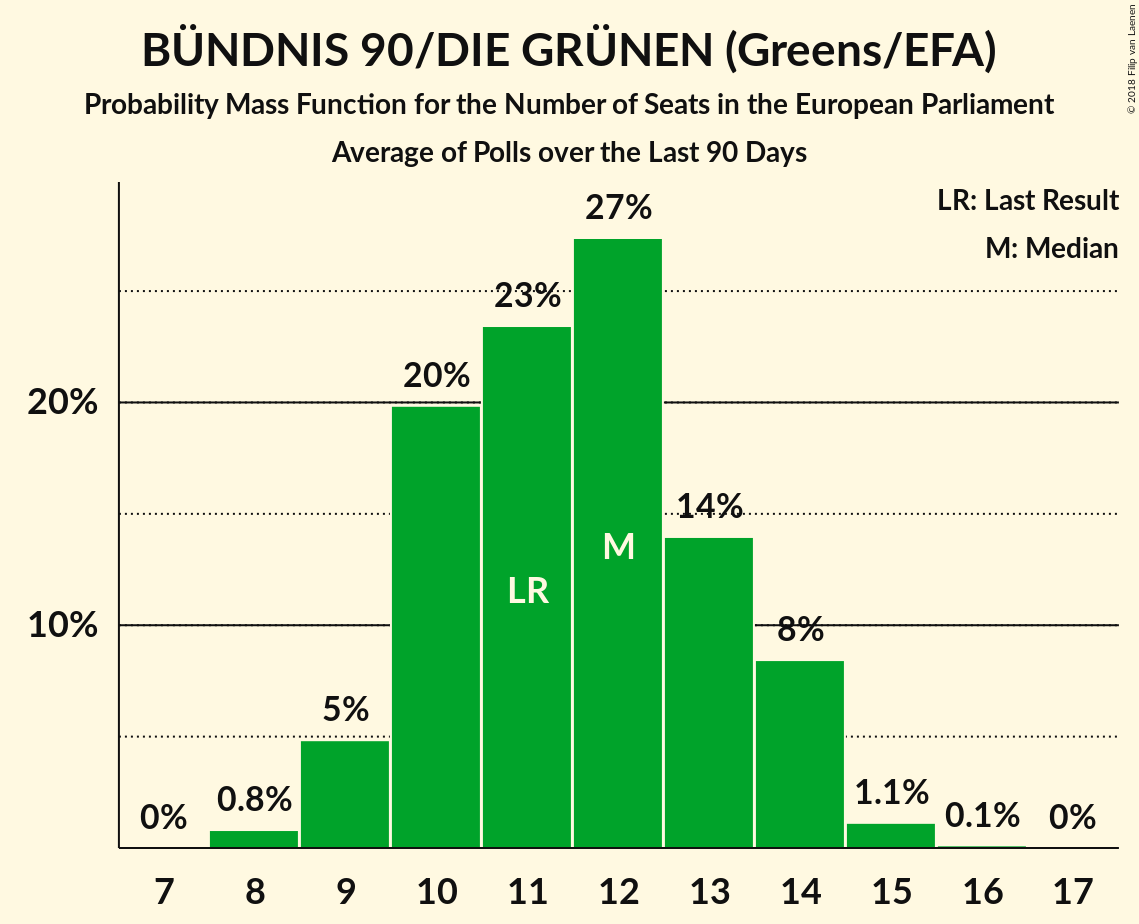 BÜNDNIS 90/DIE GRÜNEN (Greens/EFA)
Probability Mass Function for the Number of Seats in the European Parliament
Average of Polls over the Last 90 Days
© 2018 Filip van Laenen
LR: Last Result
M: Median
27%
23%
20%
20%
14%
M
LR
10%
8%
5%
0%
0.8%
1.1%
0.1%
0%
7 8 9 10 11 12 13 14 15 16 17